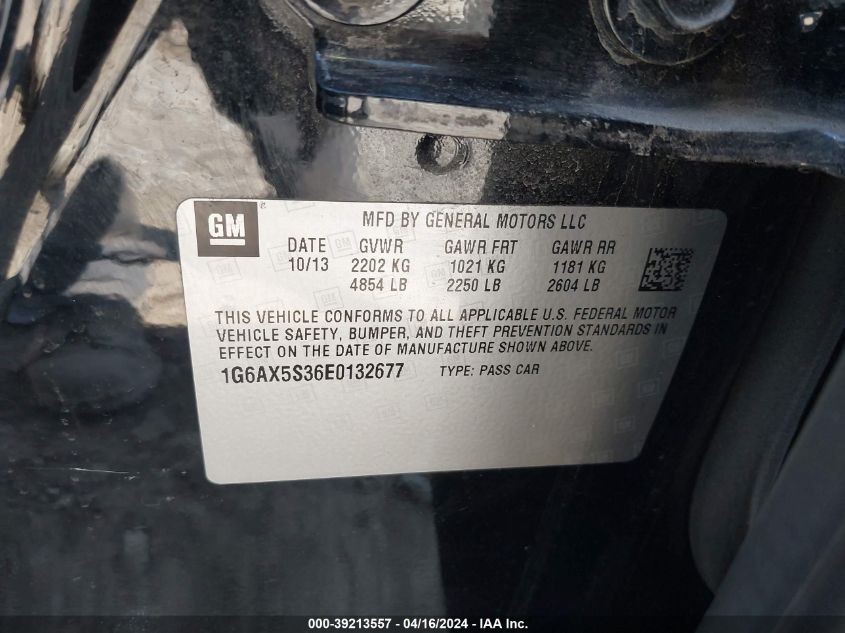 GM
MFD BY GENERAL MOTORS LLC
DATE GVWR GAWR FRT GAWR RR
10/13 2202 KG 1021 KG 1181 KG
4854 LB 2250 LB 2604 LB
THIS VEHICLE CONFORMS TO ALL APPLICABLE U.S. FEDERAL MOTOR
VEHICLE SAFETY, BUMPER, AND THEFT PREVENTION STANDARDS IN
EFFECT ON THE DATE OF MANUFACTURE SHOWN ABOVE.
1G6AX5S36E0132677 TYPE: PASS CAR
000-39213557 - 04/16/2024 - IAA Inc.